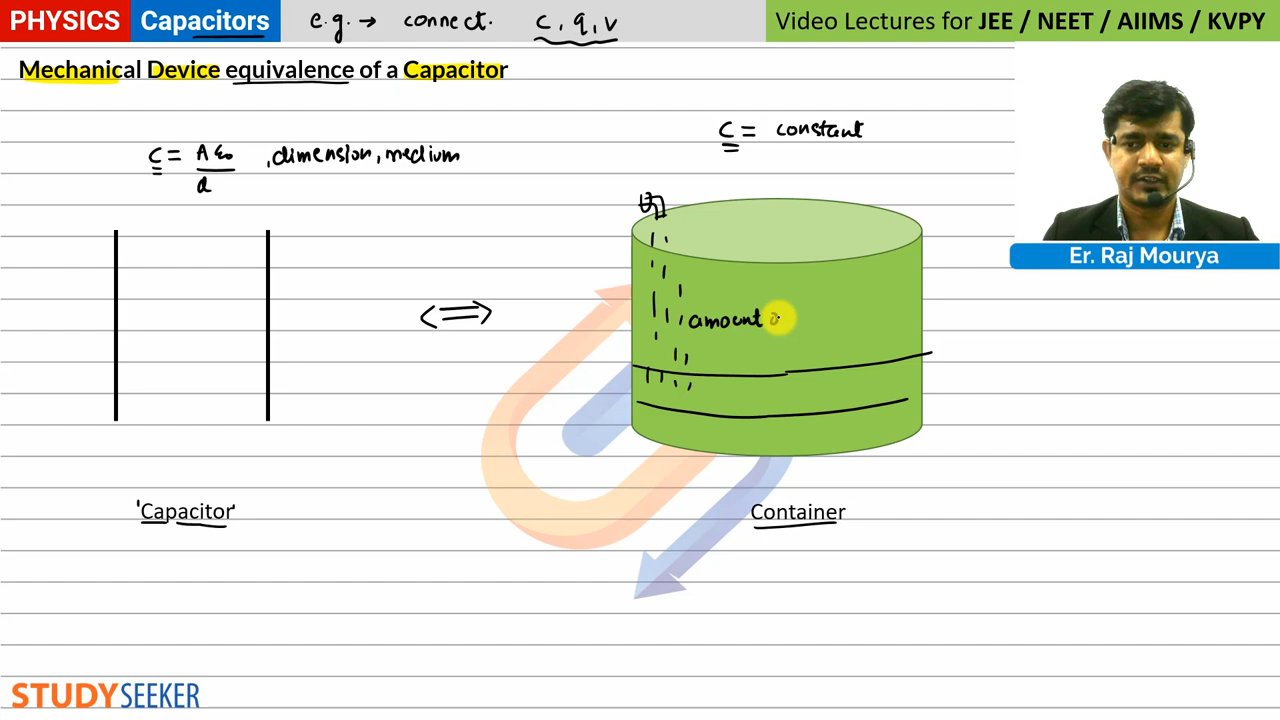 PHYSICS Capacitors e.g. → connect. c, q, v Video Lectures for JEE / NEET / AIIMS / KVPY
Mechanical Device equivalence of a Capacitor
C = constant
C = Aε₀/d , dimension, medium
Er. Raj Mourya
amount
'Capacitor'
Container
STUDYSEEKER